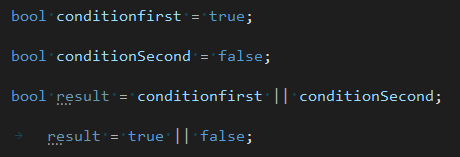 bool conditionfirst = true;
bool conditionSecond = false;
bool result = conditionfirst || conditionSecond;
result = true || false;